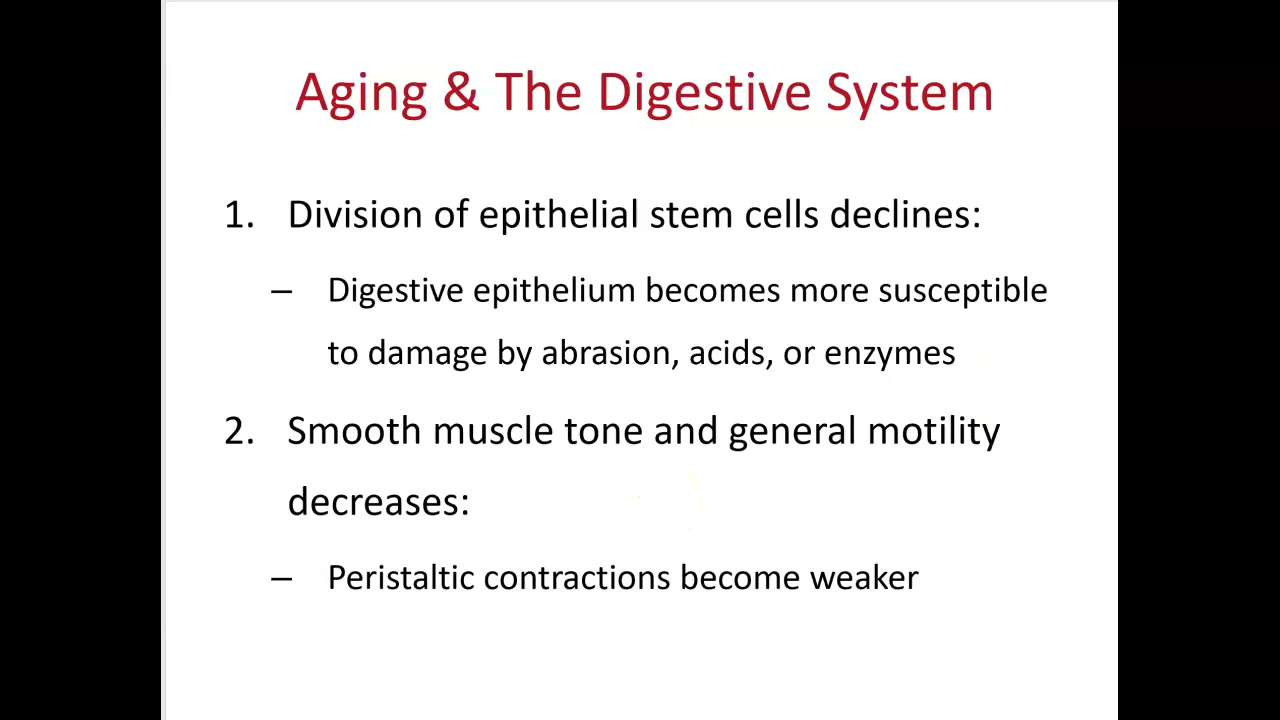 Aging & The Digestive System
1. Division of epithelial stem cells declines:
– Digestive epithelium becomes more susceptible
to damage by abrasion, acids, or enzymes
2. Smooth muscle tone and general motility
decreases:
– Peristaltic contractions become weaker